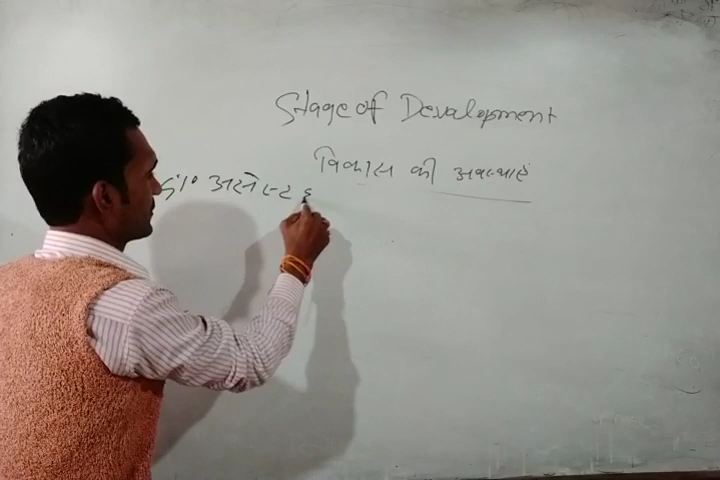 Stage of Development
विकास की अवस्थाएं
डा० अरनेस्ट